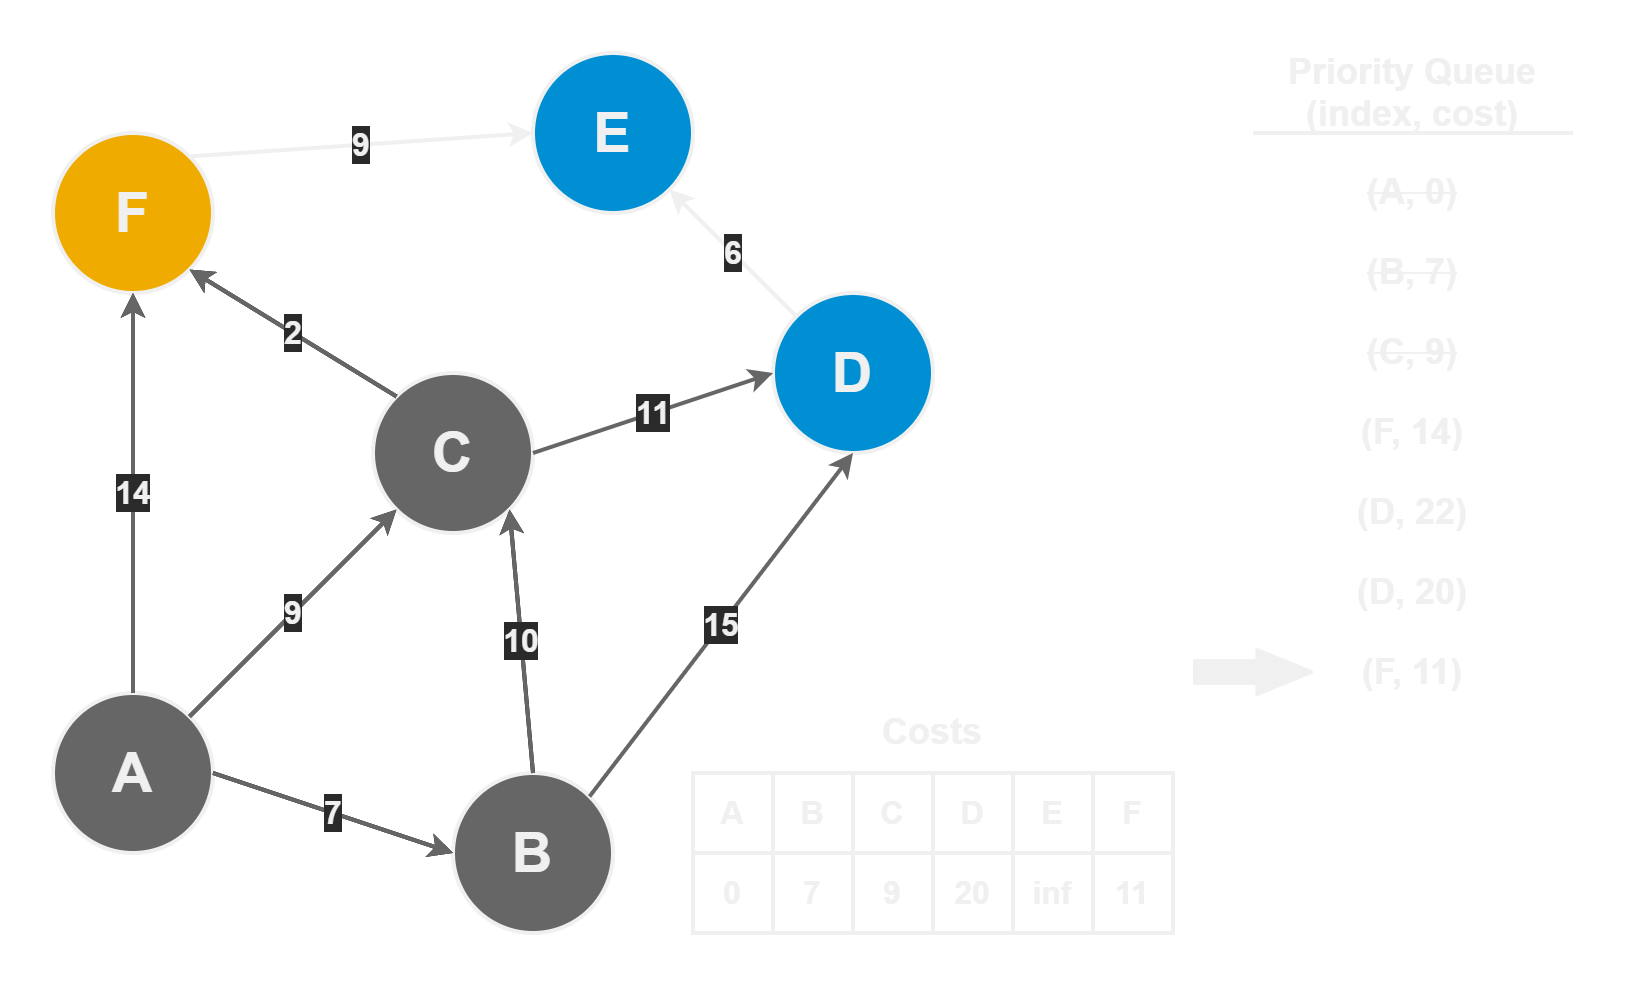 E
9
F
6
2
D
11
C
14
9
10
15
A
7
B
Priority Queue
(index, cost)
(A, 0)
(B, 7)
(C, 9)
(F, 14)
(D, 22)
(D, 20)
(F, 11)
Costs
A B C D E F
0 7 9 20 inf 11